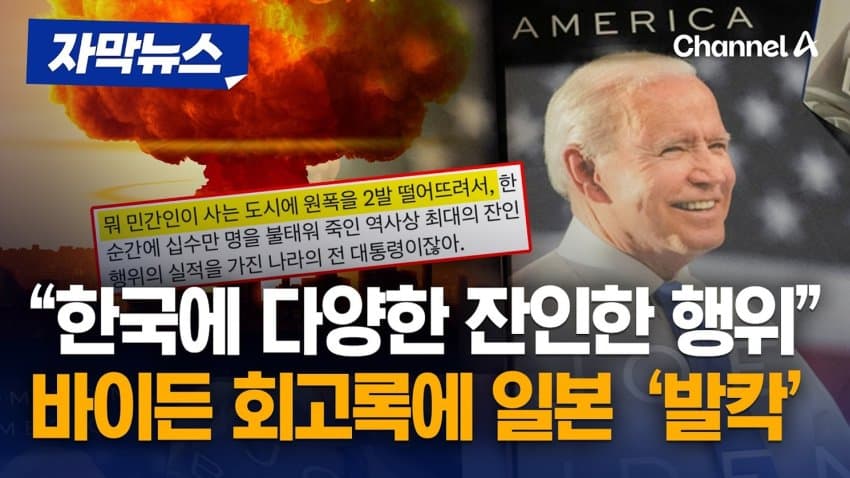 AMERICA
Channel A
자막뉴스
뭐 민간인이 사는 도시에 원폭을 2발 떨어뜨려서, 한
순간에 십수만 명을 불태워 죽인 역사상 최대의 잔인
행위의 실적을 가진 나라의 전 대통령이잖아.
“한국에 다양한 잔인한 행위”
바이든 회고록에 일본 ‘발칵’